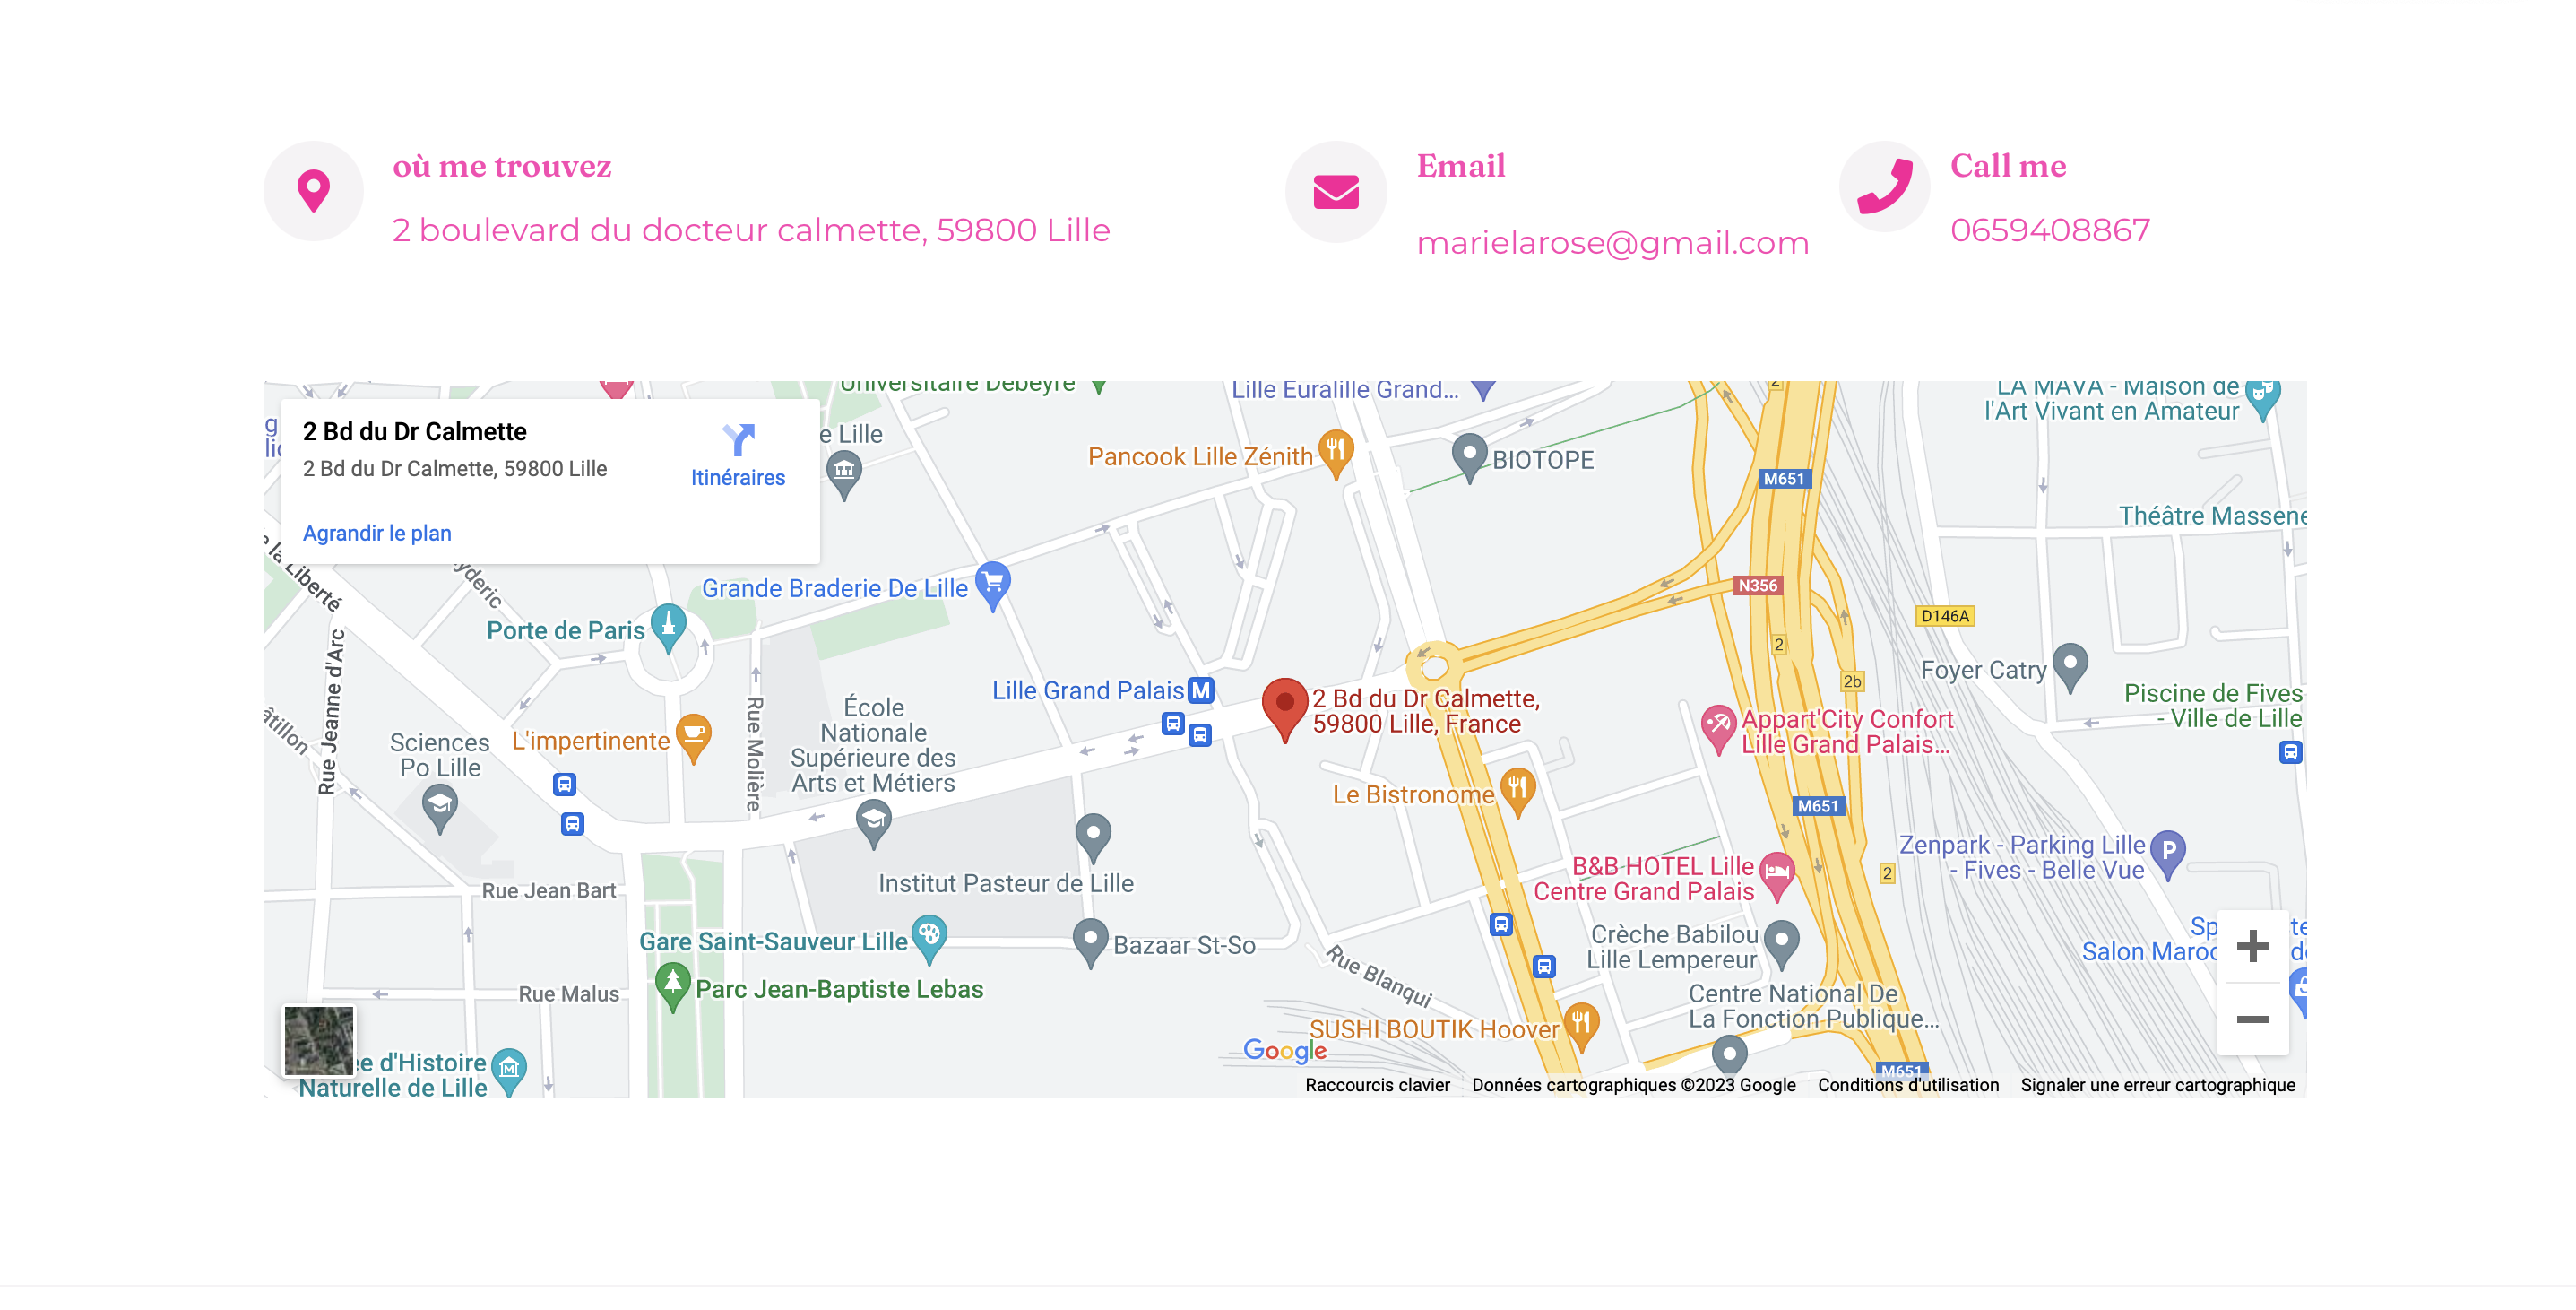 où me trouvez
2 boulevard du docteur calmette, 59800 Lille
Email
marielarose@gmail.com
Call me
0659408867
Universitaire Debeyre
Lille Euralille Grand...
LA MAVA - Maison de
l'Art Vivant en Amateur
2 Bd du Dr Calmette
2 Bd du Dr Calmette, 59800 Lille
Itinéraires
Agrandir le plan
e Lille
Pancook Lille Zénith
BIOTOPE
M651
Théâtre Massene
la Liberté
yderic
Grande Braderie De Lille
N356
D146A
Porte de Paris
2
2b
Foyer Catry
Rue Jeanne d'Arc
Lille Grand Palais
M
2 Bd du Dr Calmette,
59800 Lille, France
Piscine de Fives
- Ville de Lille
Rue Molière
École
Nationale
Supérieure des
Arts et Métiers
Appart'City Confort
Lille Grand Palais...
âtillon
Sciences
Po Lille
L'impertinente
Le Bistronome
M651
Zenpark - Parking Lille
- Fives - Belle Vue
P
B&B HOTEL Lille
Centre Grand Palais
2
Rue Jean Bart
Institut Pasteur de Lille
Gare Saint-Sauveur Lille
Bazaar St-So
Crèche Babilou
Lille Lempereur
Salon Maroc
Rue Blanqui
Parc Jean-Baptiste Lebas
Rue Malus
Centre National De
La Fonction Publique...
SUSHI BOUTIK Hoover
Google
e d'Histoire
Naturelle de Lille
M651
Raccourcis clavier
Données cartographiques ©2023 Google
Conditions d'utilisation
Signaler une erreur cartographique